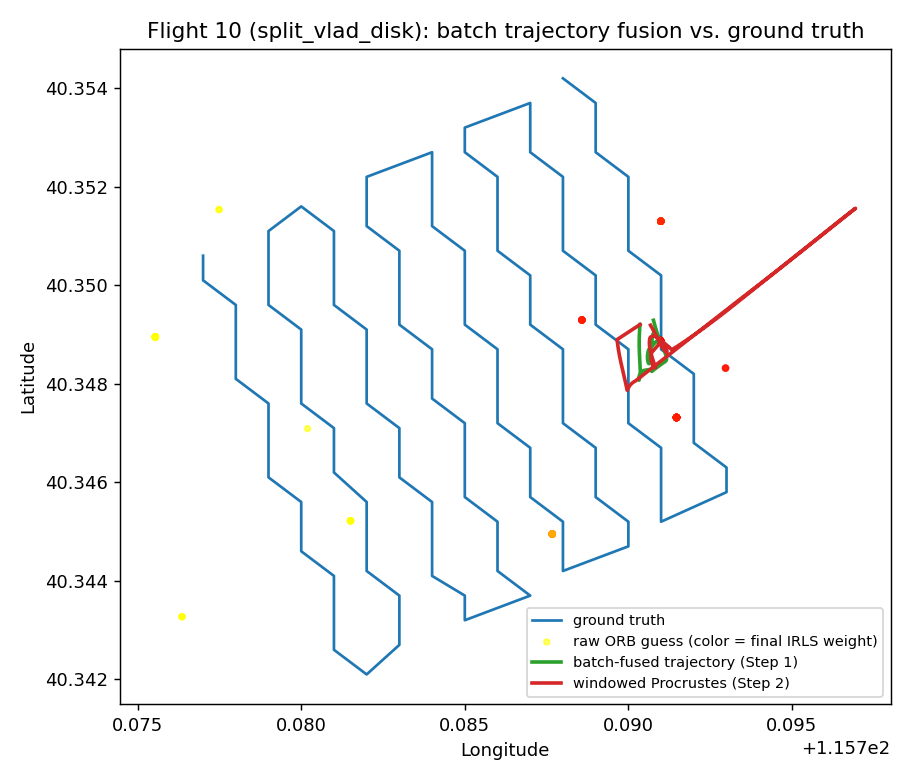 Flight 10 (split_vlad_disk): batch trajectory fusion vs. ground truth
40.354
40.352
40.350
40.348
40.346
40.344
40.342
Latitude
ground truth
raw ORB guess (color = final IRLS weight)
batch-fused trajectory (Step 1)
windowed Procrustes (Step 2)
0.075
0.080
0.085
0.090
0.095
+1.157e2
Longitude